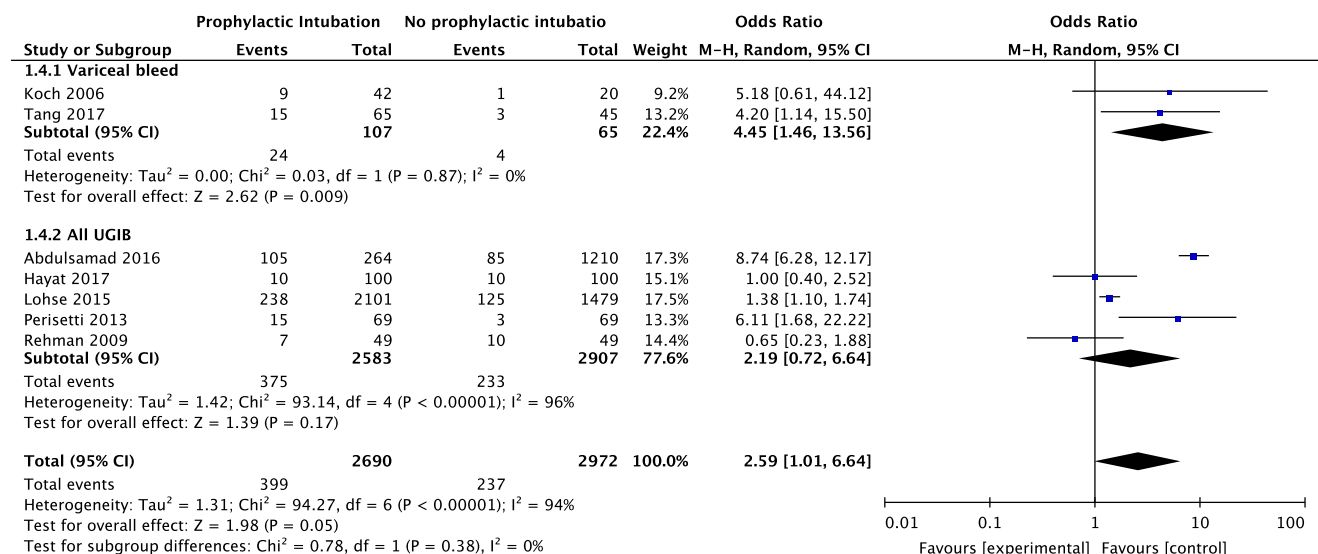 Prophylactic Intubation No prophylactic intubatio Odds Ratio Odds Ratio
Study or Subgroup Events Total Events Total Weight M-H, Random, 95% CI M-H, Random, 95% CI
1.4.1 Variceal bleed
Koch 2006 9 42 1 20 9.2% 5.18 [0.61, 44.12]
Tang 2017 15 65 3 45 13.2% 4.20 [1.14, 15.50]
Subtotal (95% CI) 107 65 22.4% 4.45 [1.46, 13.56]
Total events 24 4
Heterogeneity: Tau² = 0.00; Chi² = 0.03, df = 1 (P = 0.87); I² = 0%
Test for overall effect: Z = 2.62 (P = 0.009)
1.4.2 All UGIB
Abdulsamad 2016 105 264 85 1210 17.3% 8.74 [6.28, 12.17]
Hayat 2017 10 100 10 100 15.1% 1.00 [0.40, 2.52]
Lohse 2015 238 2101 125 1479 17.5% 1.38 [1.10, 1.74]
Perisetti 2013 15 69 3 69 13.3% 6.11 [1.68, 22.22]
Rehman 2009 7 49 10 49 14.4% 0.65 [0.23, 1.88]
Subtotal (95% CI) 2583 2907 77.6% 2.19 [0.72, 6.64]
Total events 375 233
Heterogeneity: Tau² = 1.42; Chi² = 93.14, df = 4 (P < 0.00001); I² = 96%
Test for overall effect: Z = 1.39 (P = 0.17)
Total (95% CI) 2690 2972 100.0% 2.59 [1.01, 6.64]
Total events 399 237
Heterogeneity: Tau² = 1.31; Chi² = 94.27, df = 6 (P < 0.00001); I² = 94%
Test for overall effect: Z = 1.98 (P = 0.05)
Test for subgroup differences: Chi² = 0.78, df = 1 (P = 0.38), I² = 0%
0.01 0.1 1 10 100
Favours [experimental] Favours [control]